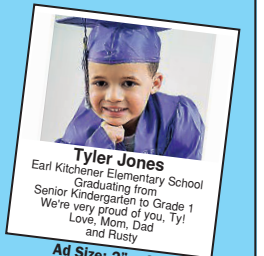 Tyler Jones
Earl Kitchener Elementary School
Graduating from
Senior Kindergarten to Grade 1
We're very proud of you, Ty!
Love, Mom, Dad
and Rusty
Ad Size: 2"